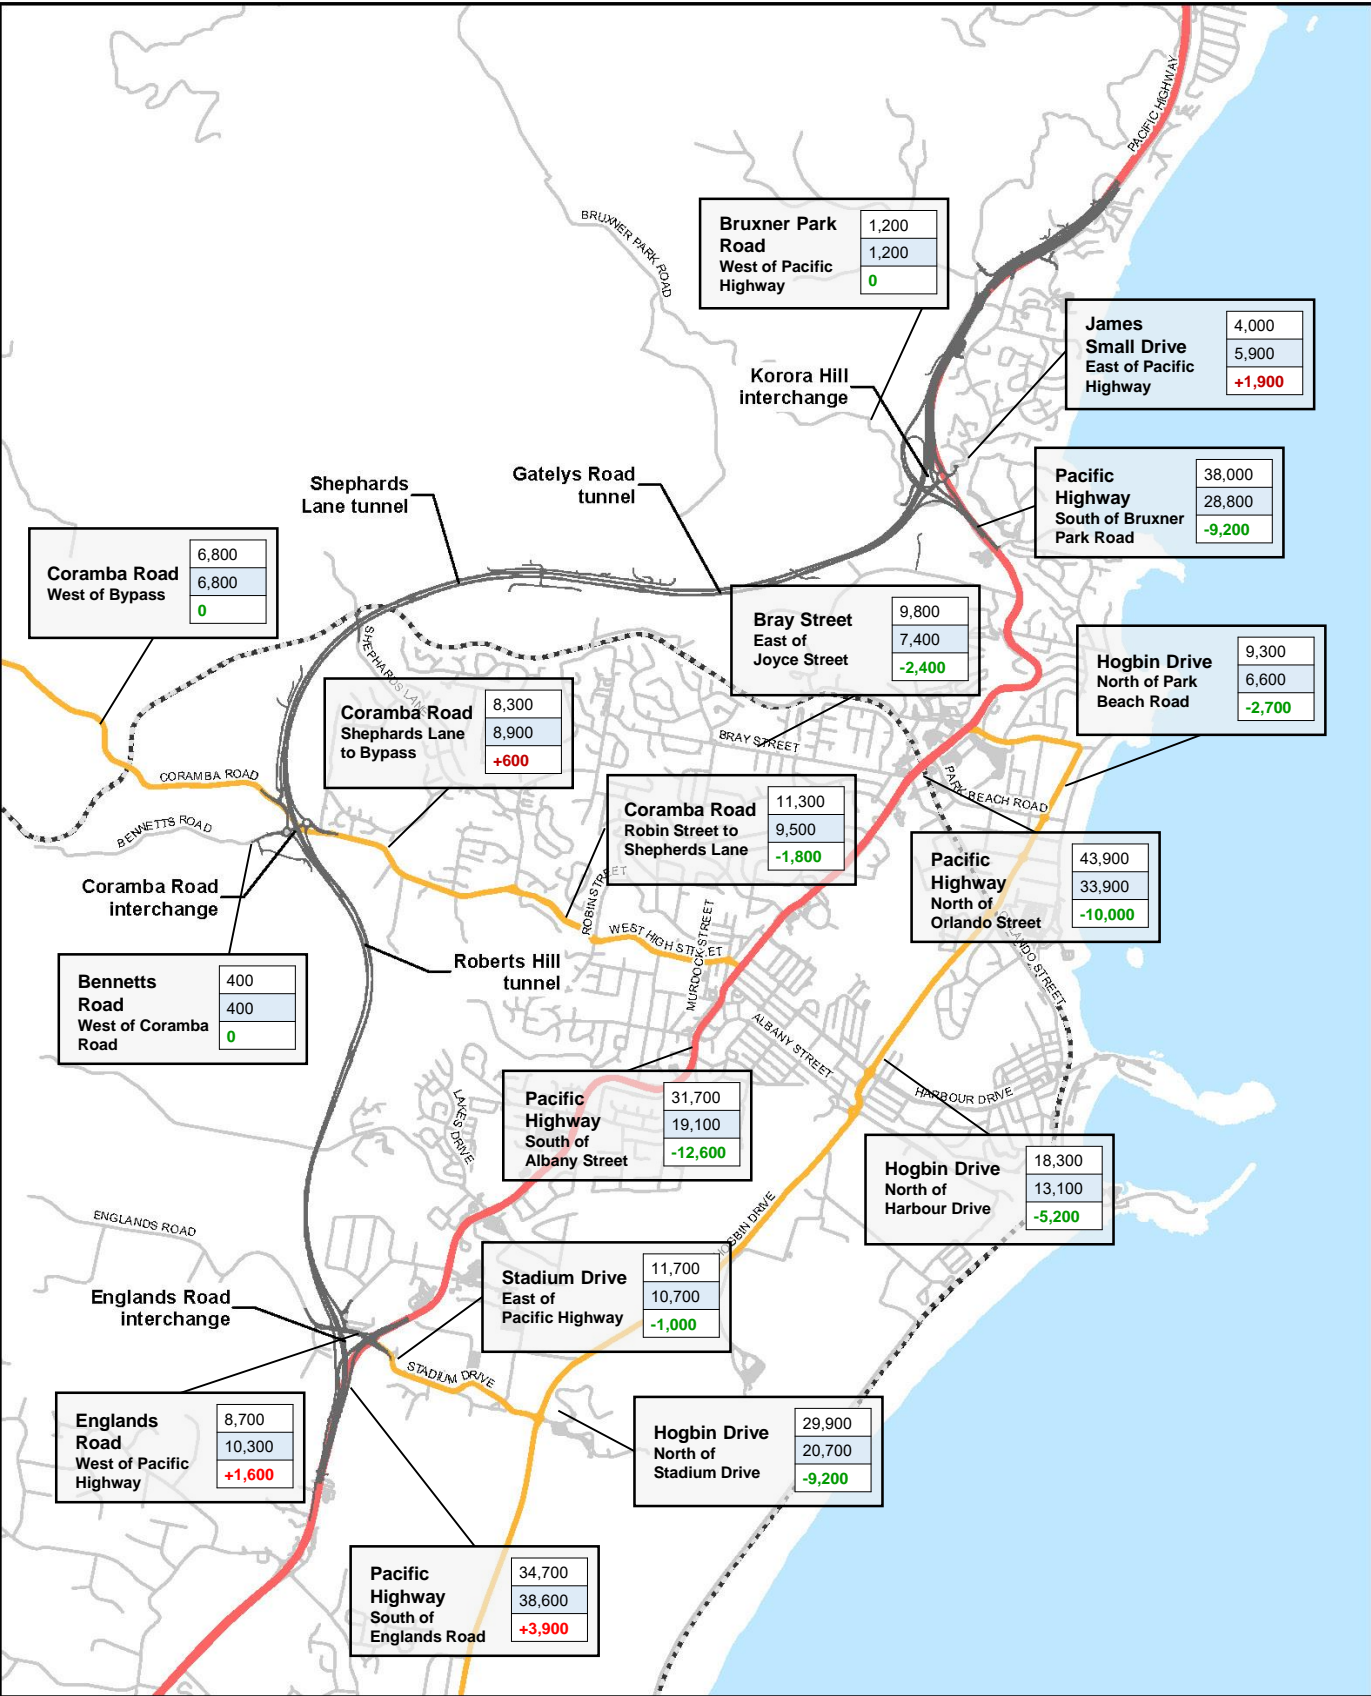 PACIFIC HIGHWAY
BRUXNER PARK ROAD
Bruxner Park
Road
West of Pacific
Highway
1,200
1,200
0
James
Small Drive
East of Pacific
Highway
4,000
5,900
+1,900
Korora Hill
interchange
Pacific
Highway
South of Bruxner
Park Road
38,000
28,800
-9,200
Gatelys Road
tunnel
Shephards
Lane tunnel
Coramba Road
West of Bypass
6,800
6,800
0
Bray Street
East of
Joyce Street
9,800
7,400
-2,400
Hogbin Drive
North of Park
Beach Road
9,300
6,600
-2,700
SHEPHARDS LANE
Coramba Road
Shephards Lane
to Bypass
8,300
8,900
+600
BRAY STREET
CORAMBA ROAD
PARK BEACH ROAD
BENNETTS ROAD
Coramba Road
Robin Street to
Shepherds Lane
11,300
9,500
-1,800
Pacific
Highway
North of
Orlando Street
43,900
33,900
-10,000
Coramba Road
interchange
ROBIN STREET
WEST HIGH STREET
MURDOCK STREET
ORLANDO STREET
Roberts Hill
tunnel
Bennetts
Road
West of Coramba
Road
400
400
0
ALBANY STREET
HARBOUR DRIVE
LAKES DRIVE
Pacific
Highway
South of
Albany Street
31,700
19,100
-12,600
Hogbin Drive
North of
Harbour Drive
18,300
13,100
-5,200
ENGLANDS ROAD
HOGBIN DRIVE
Englands Road
interchange
Stadium Drive
East of
Pacific Highway
11,700
10,700
-1,000
STADIUM DRIVE
Englands
Road
West of Pacific
Highway
8,700
10,300
+1,600
Hogbin Drive
North of
Stadium Drive
29,900
20,700
-9,200
Pacific
Highway
South of
Englands Road
34,700
38,600
+3,900